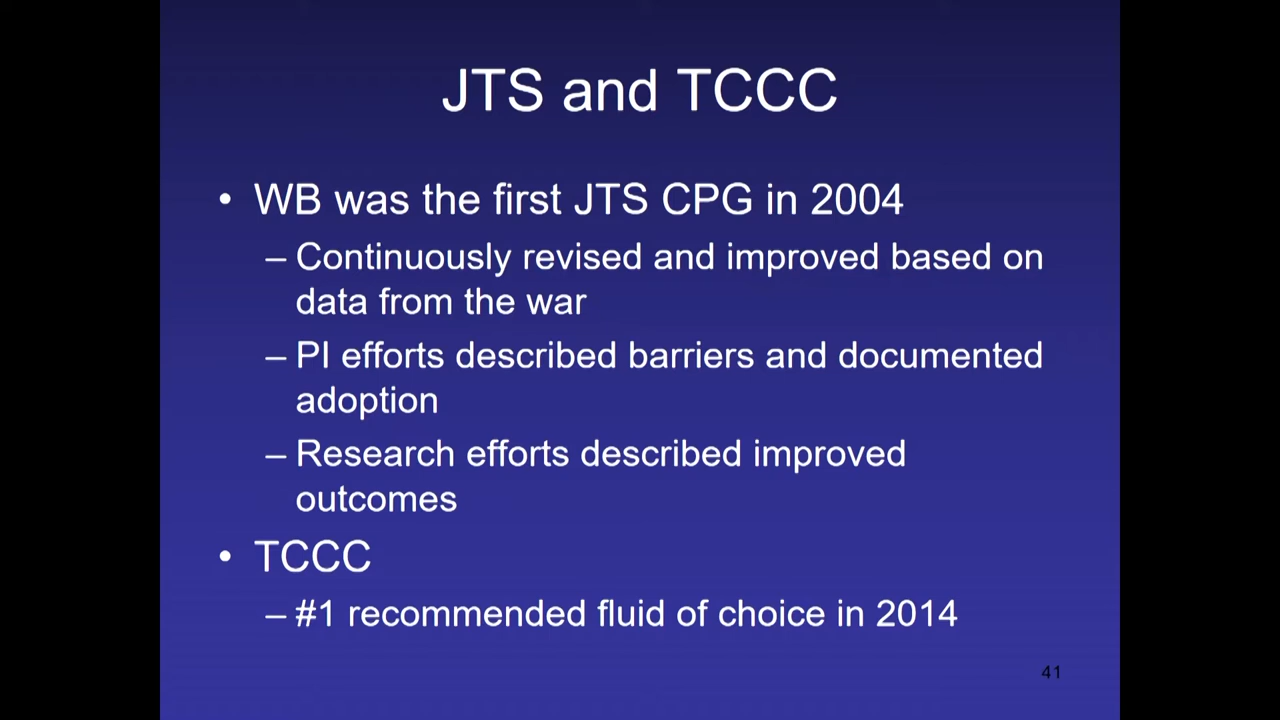 JTS and TCCC
• WB was the first JTS CPG in 2004
– Continuously revised and improved based on
data from the war
– PI efforts described barriers and documented
adoption
– Research efforts described improved
outcomes
• TCCC
– #1 recommended fluid of choice in 2014
41